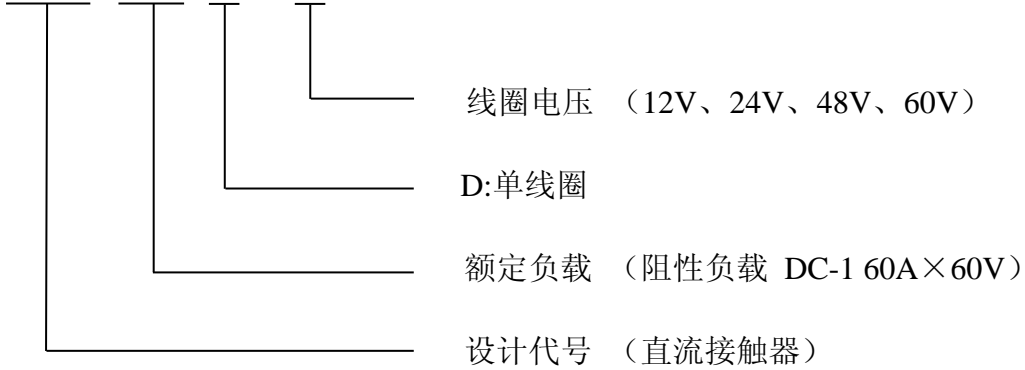 线圈电压 （12V、24V、48V、60V）
D:单线圈
额定负载 （阻性负载 DC-1 60A×60V）
设计代号 （直流接触器）